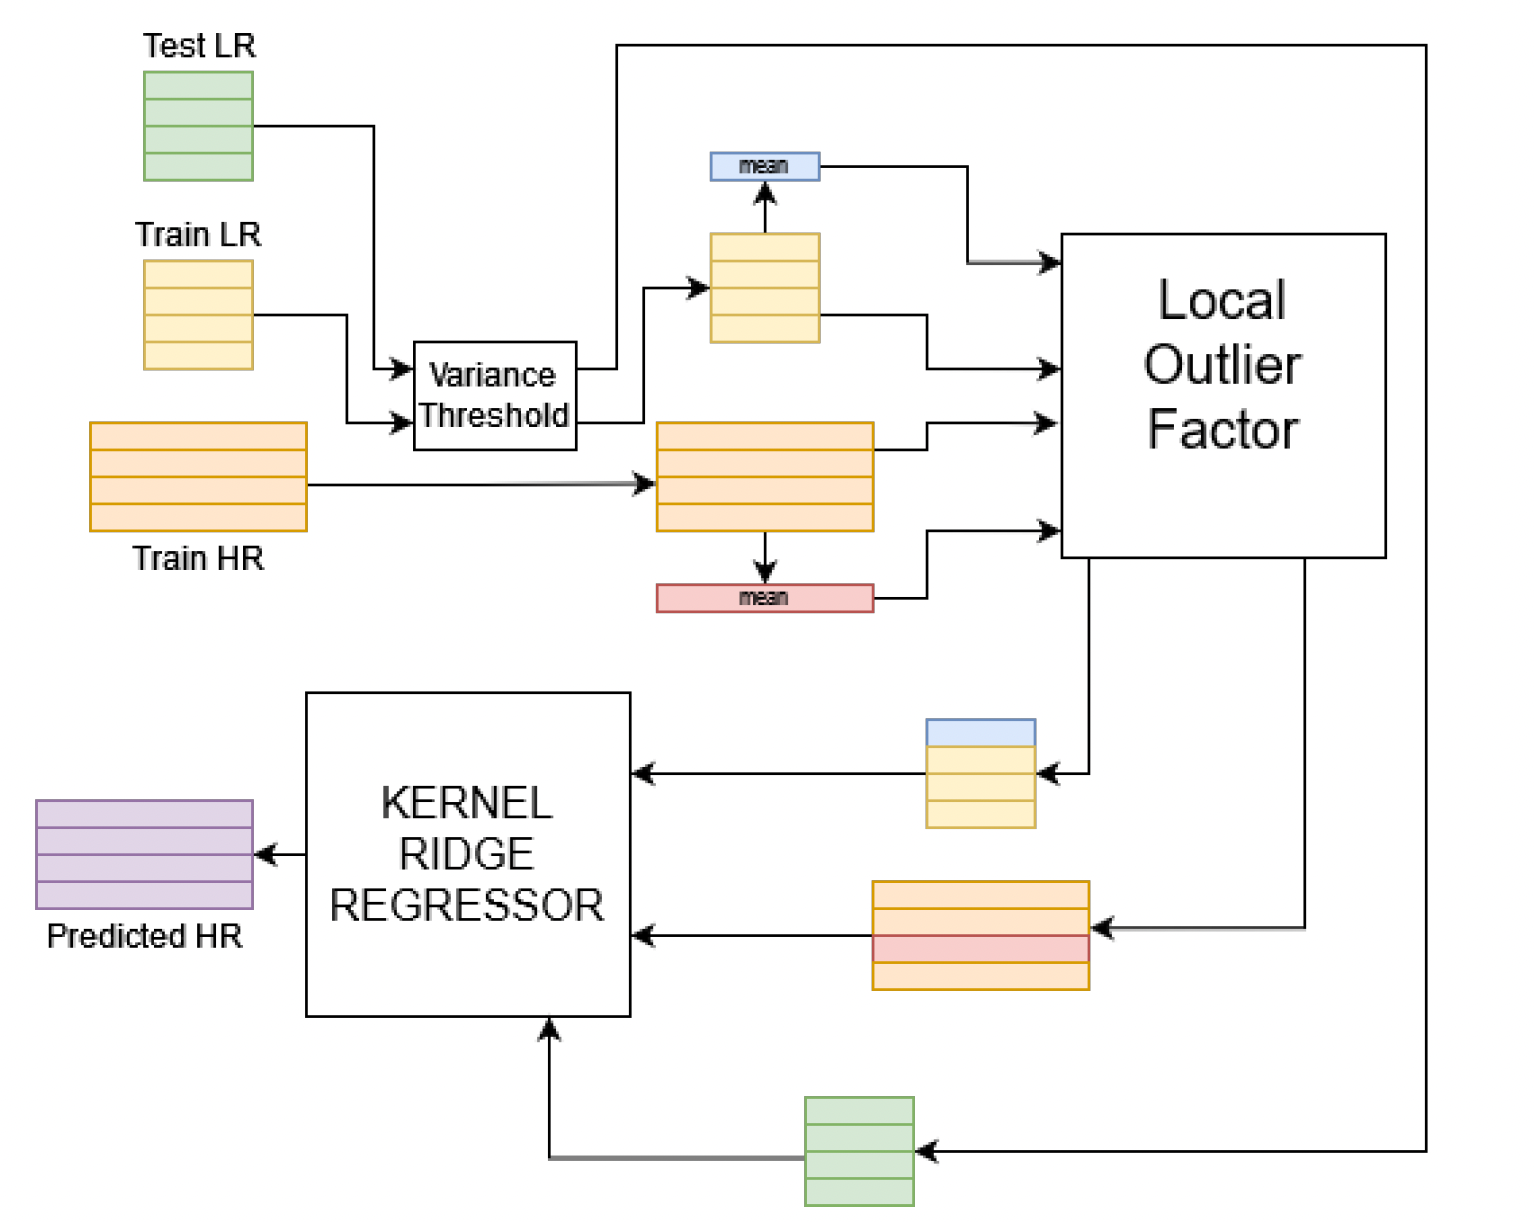 Test LR
mean
Train LR
Local
Outlier
Factor
Variance
Threshold
Train HR
mean
KERNEL
RIDGE
REGRESSOR
Predicted HR